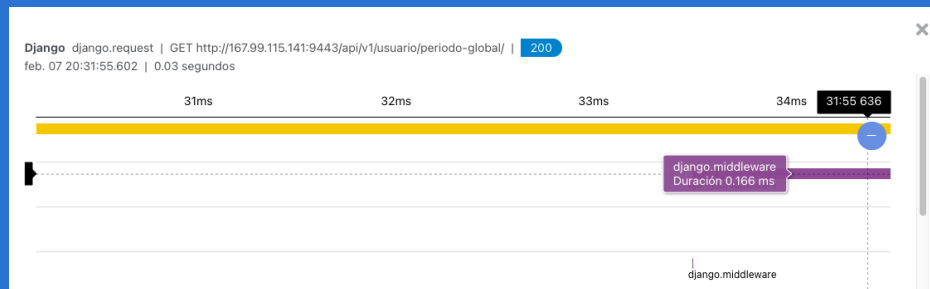 ×
Django django.request | GET http://167.99.115.141:9443/api/v1/usuario/periodo-global/ | 200
feb. 07 20:31:55.602 | 0.03 segundos
31ms 32ms 33ms 34ms 31:55 636
django.middleware
Duración 0.166 ms
django.middleware